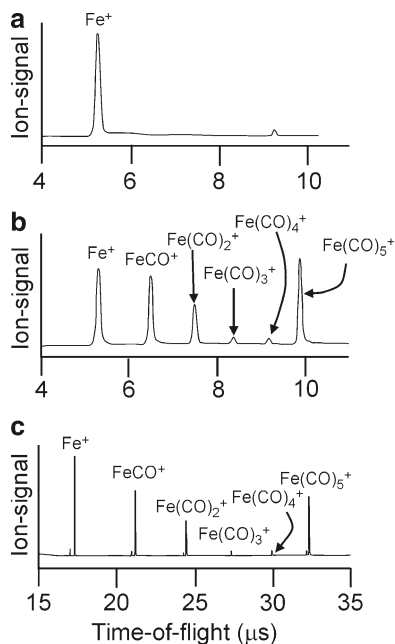 a
Ion-signal
Fe⁺
4 6 8 10
b
Ion-signal
Fe⁺
FeCO⁺
Fe(CO)₂⁺
Fe(CO)₃⁺
Fe(CO)₄⁺
Fe(CO)₅⁺
4 6 8 10
c
Ion-signal
Fe⁺
FeCO⁺
Fe(CO)₂⁺
Fe(CO)₃⁺
Fe(CO)₄⁺
Fe(CO)₅⁺
15 20 25 30 35
Time-of-flight (μs)